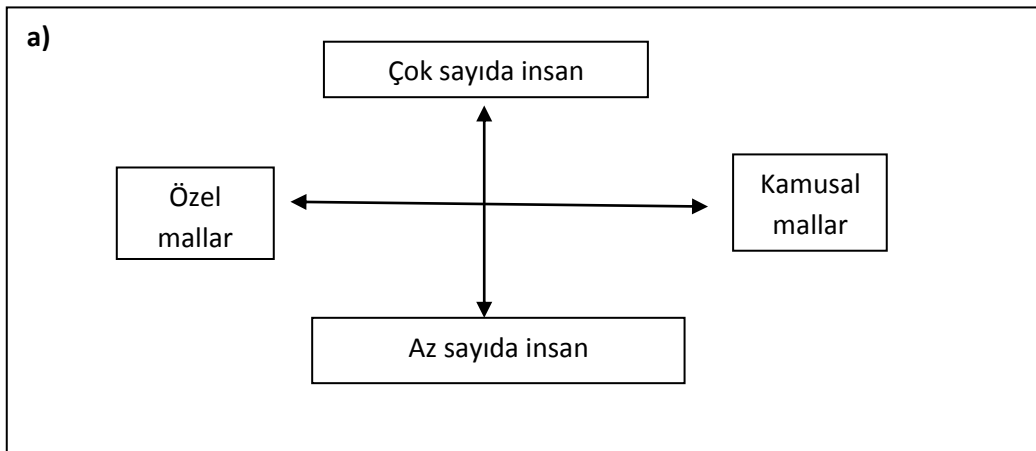 a)
Çok sayıda insan
Özel
mallar
Kamusal
mallar
Az sayıda insan